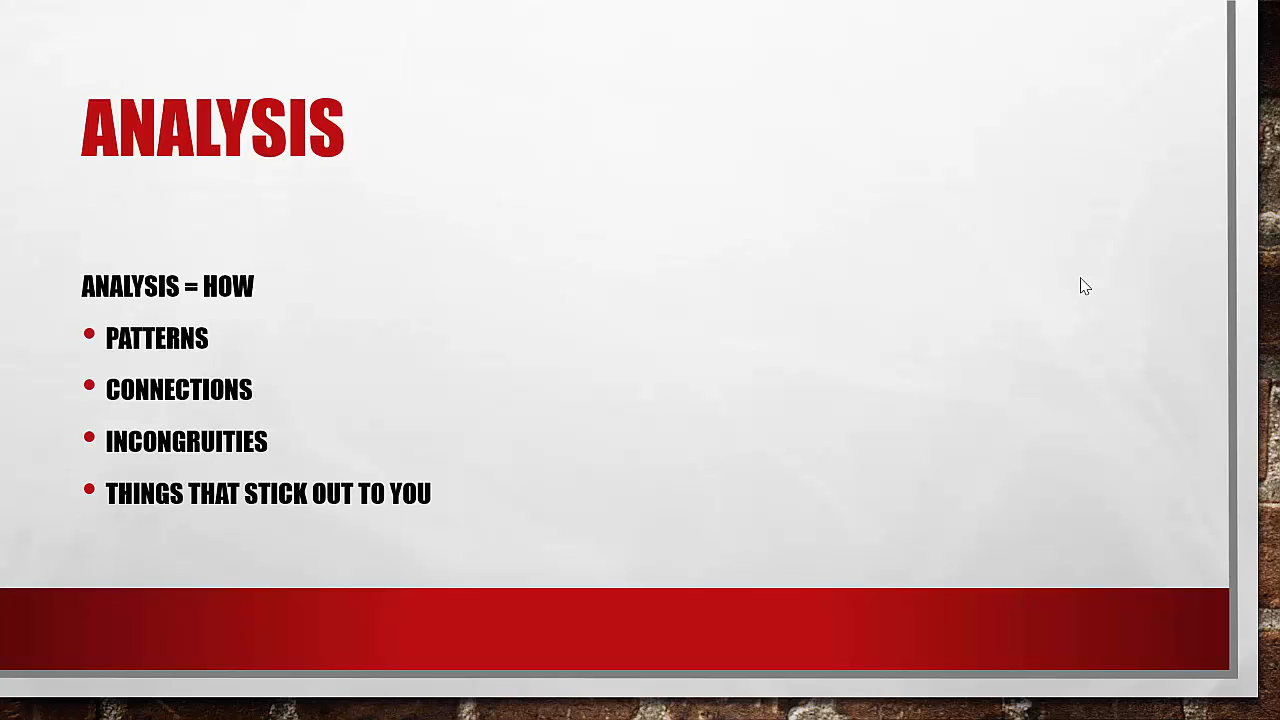 ANALYSIS
ANALYSIS = HOW
• PATTERNS
• CONNECTIONS
• INCONGRUITIES
• THINGS THAT STICK OUT TO YOU